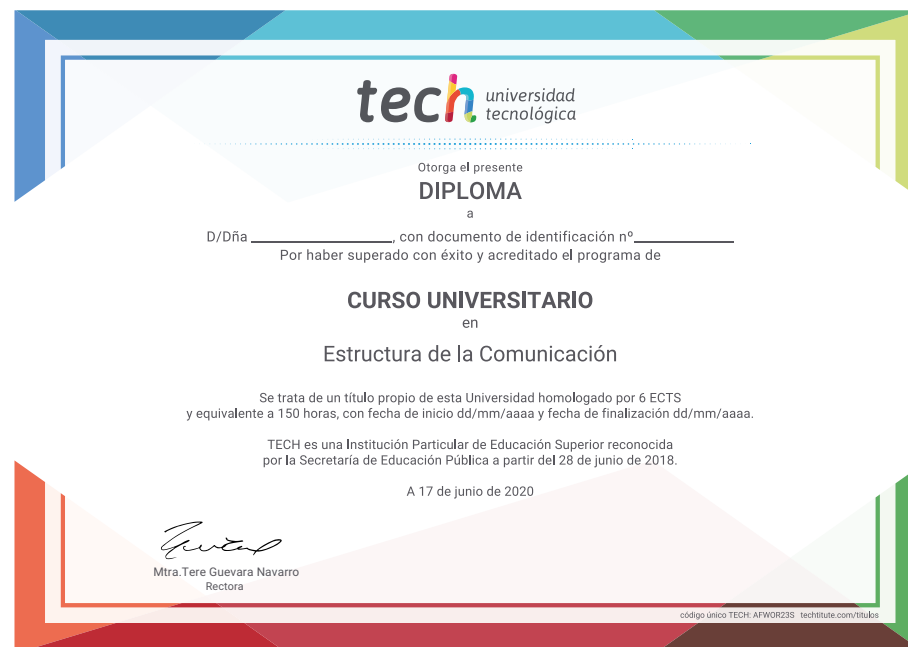 tech universidad
tecnológica
Otorga el presente
DIPLOMA
a
D/Dña ____________________, con documento de identificación nº______________
Por haber superado con éxito y acreditado el programa de
CURSO UNIVERSITARIO
en
Estructura de la Comunicación
Se trata de un título propio de esta Universidad homologado por 6 ECTS
y equivalente a 150 horas, con fecha de inicio dd/mm/aaaa y fecha de finalización dd/mm/aaaa.
TECH es una Institución Particular de Educación Superior reconocida
por la Secretaría de Educación Pública a partir del 28 de junio de 2018.
A 17 de junio de 2020
Mtra.Tere Guevara Navarro
Rectora
código único TECH: AFWOR23S techtitute.com/titulos